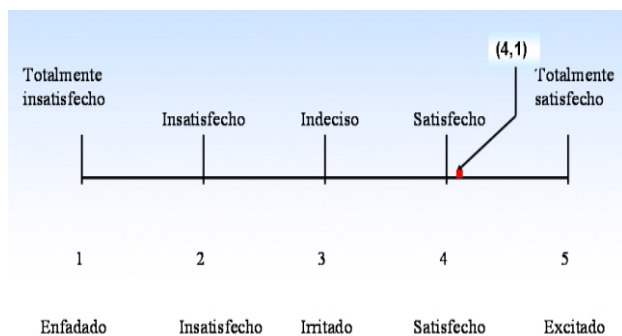 (4,1)
Totalmente
insatisfecho
Insatisfecho
Indeciso
Satisfecho
Totalmente
satisfecho
1 2 3 4 5
Enfadado Insatisfecho Irritado Satisfecho Excitado